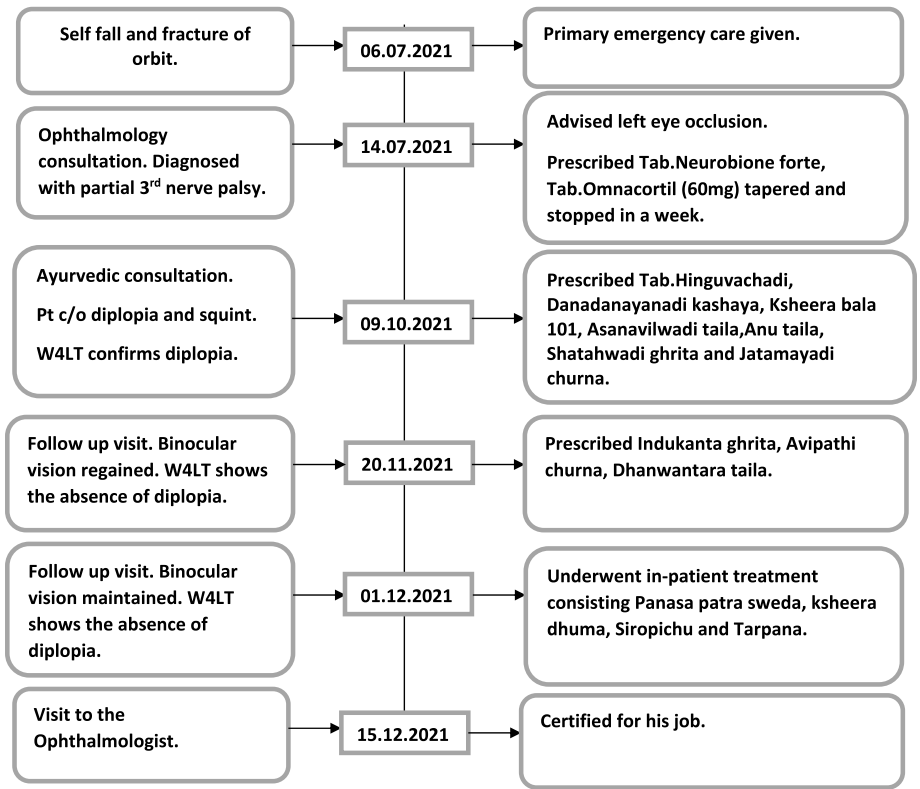 Self fall and fracture of
orbit.
06.07.2021
Primary emergency care given.
Ophthalmology
consultation. Diagnosed
with partial 3rd nerve palsy.
14.07.2021
Advised left eye occlusion.
Prescribed Tab.Neurobione forte,
Tab.Omnacortil (60mg) tapered and
stopped in a week.
Ayurvedic consultation.
Pt c/o diplopia and squint.
W4LT confirms diplopia.
09.10.2021
Prescribed Tab.Hinguvachadi,
Danadanayanadi kashaya, Ksheera bala
101, Asanavilwadi taila,Anu taila,
Shatahwadi ghrita and Jatamayadi
churna.
Follow up visit. Binocular
vision regained. W4LT shows
the absence of diplopia.
20.11.2021
Prescribed Indukanta ghrita, Avipathi
churna, Dhanwantara taila.
Follow up visit. Binocular
vision maintained. W4LT
shows the absence of
diplopia.
01.12.2021
Underwent in-patient treatment
consisting Panasa patra sweda, ksheera
dhuma, Siropichu and Tarpana.
Visit to the
Ophthalmologist.
15.12.2021
Certified for his job.